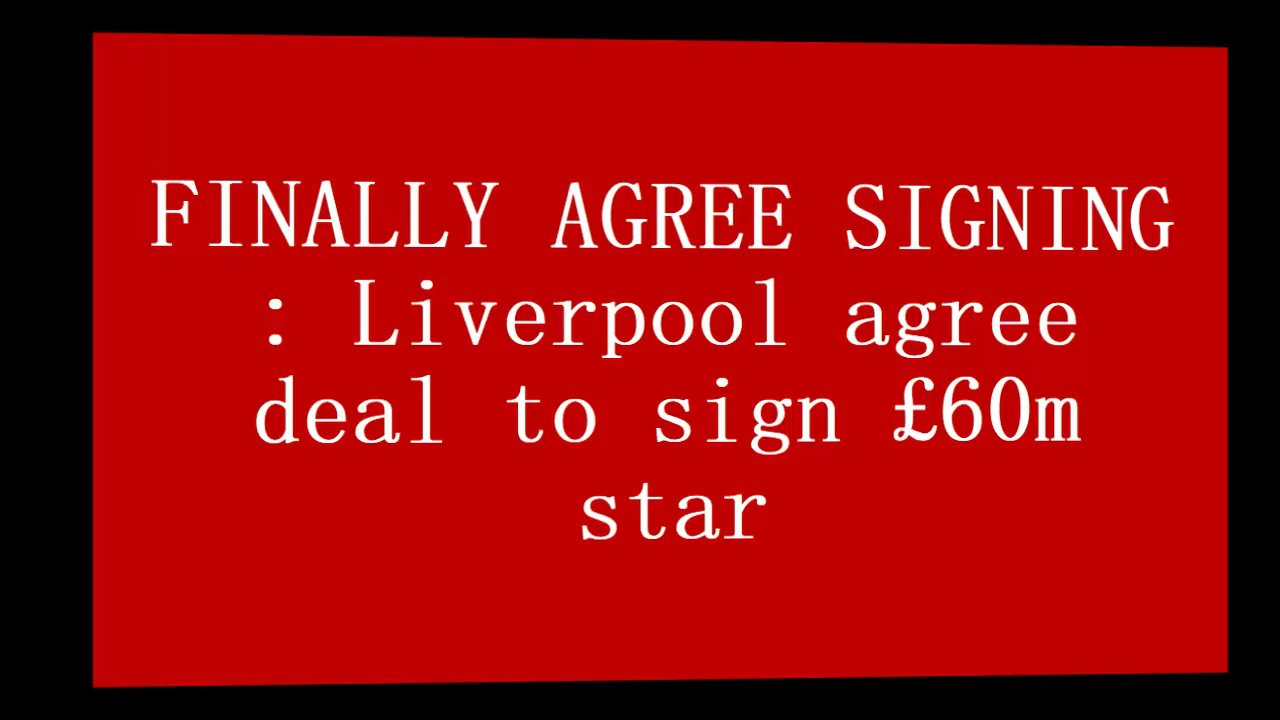 FINALLY AGREE SIGNING
: Liverpool agree
deal to sign £60m
star